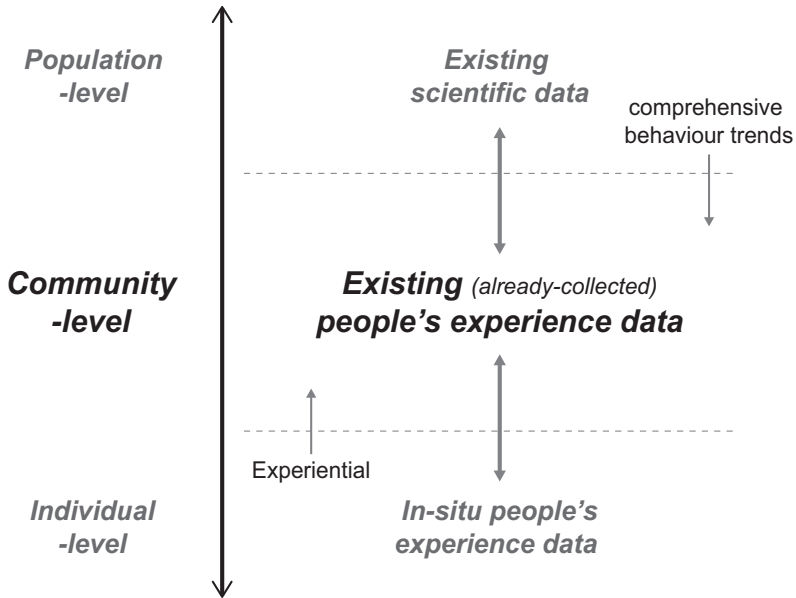 Population
-level
Existing
scientific data
comprehensive
behaviour trends
Community
-level
Existing (already-collected)
people’s experience data
Experiential
Individual
-level
In-situ people’s
experience data